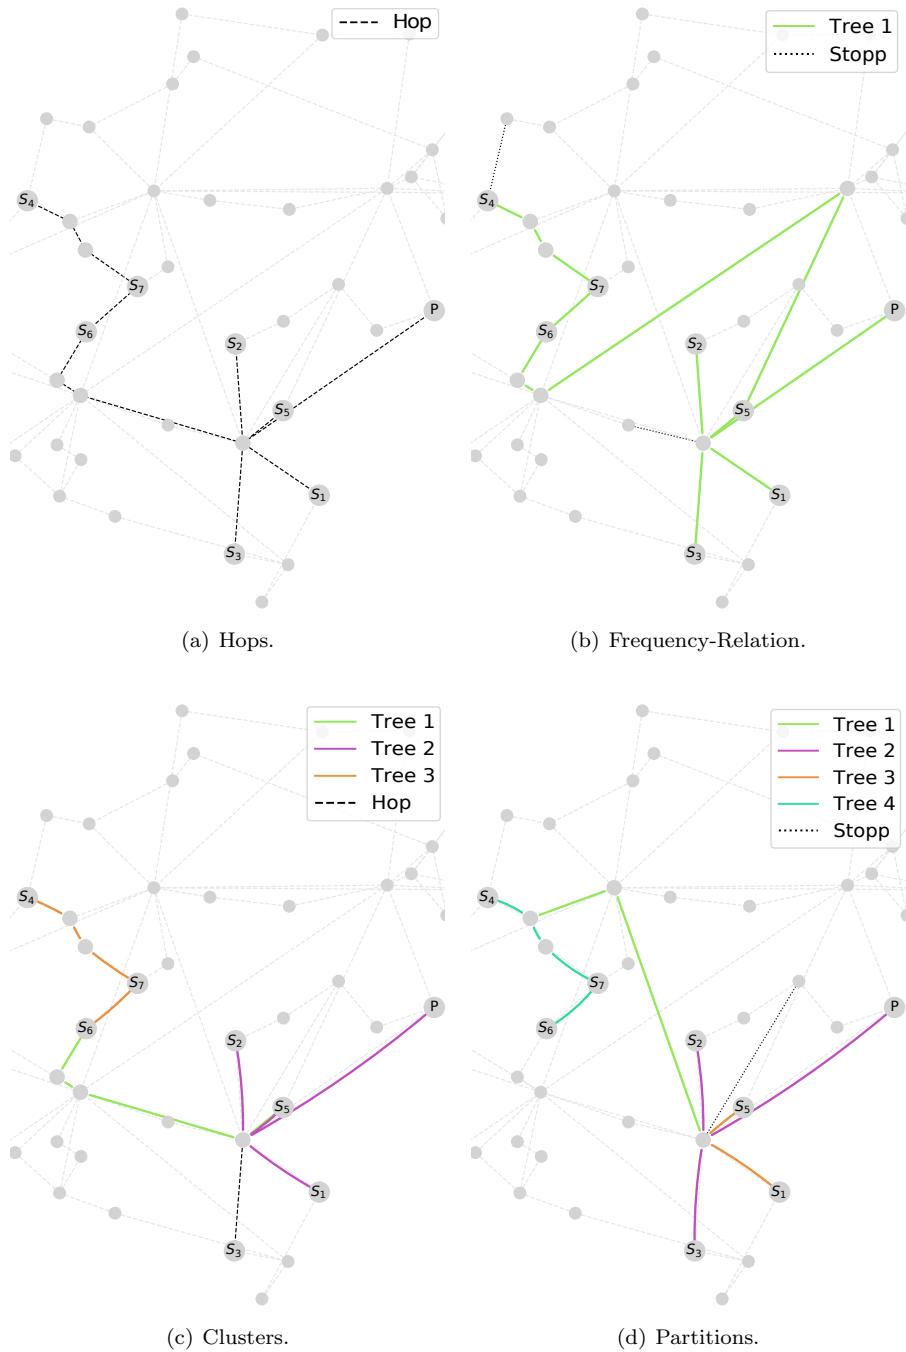 Hop
S4
S7
S6
S2
P
S5
S1
S3
(a) Hops.
Tree 1
Stopp
S4
S7
S6
S2
P
S5
S1
S3
(b) Frequency-Relation.
Tree 1
Tree 2
Tree 3
Hop
S4
S7
S6
S2
P
S5
S1
S3
(c) Clusters.
Tree 1
Tree 2
Tree 3
Tree 4
Stopp
S4
S7
S6
S2
P
S5
S1
S3
(d) Partitions.